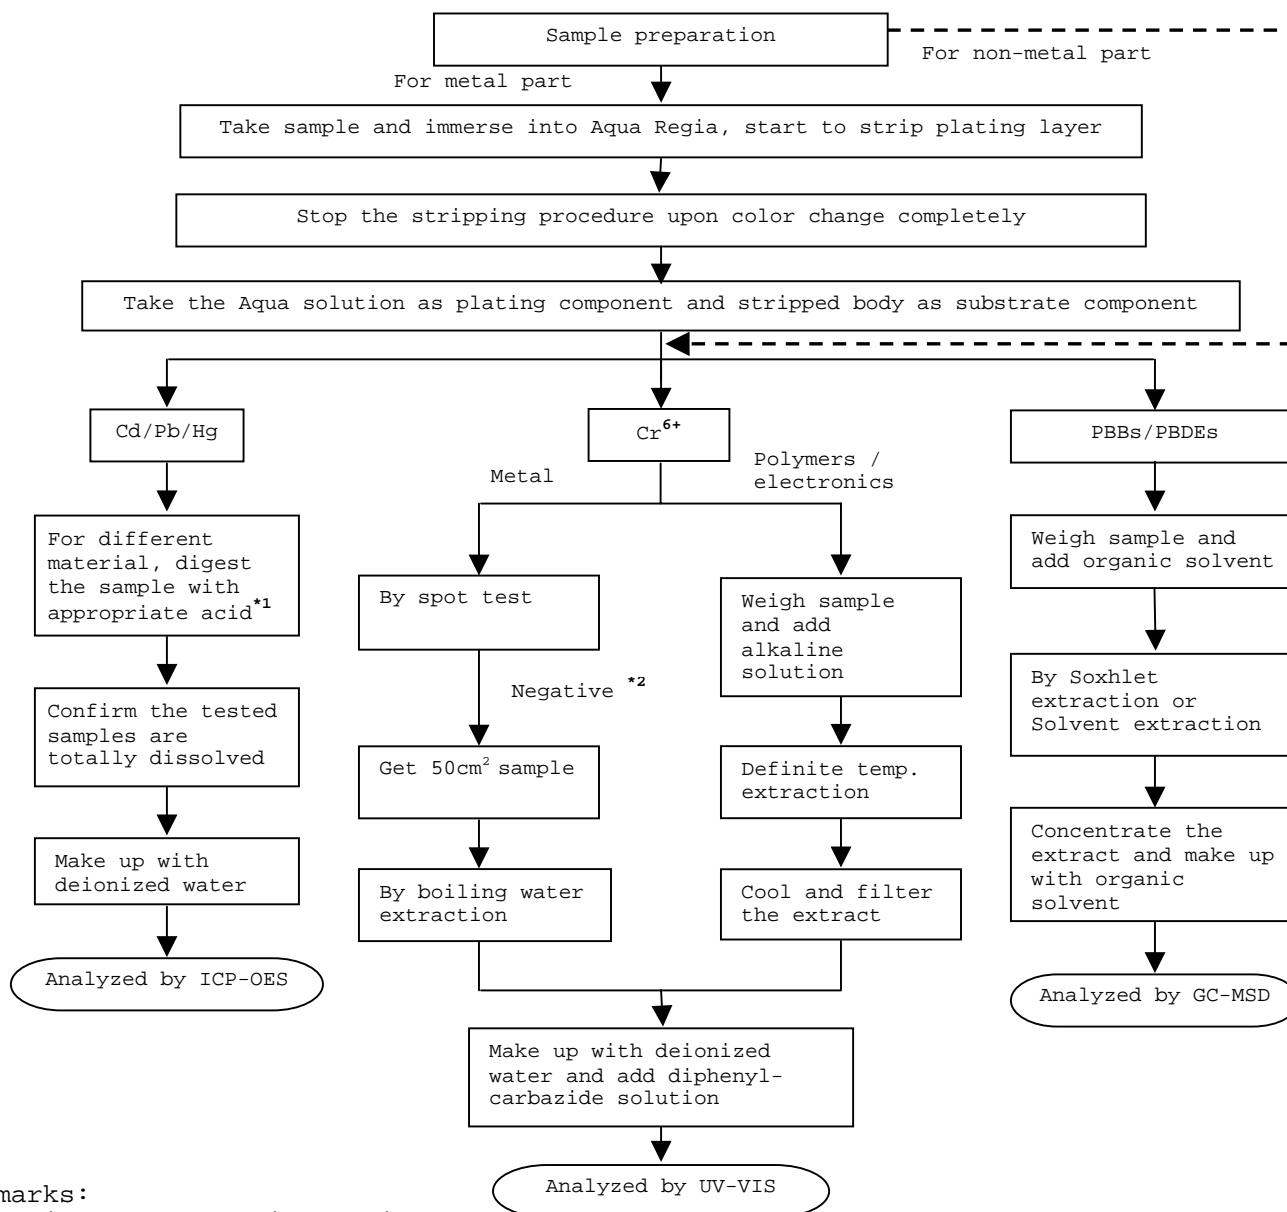 Sample preparation
For non-metal part
For metal part
Take sample and immerse into Aqua Regia, start to strip plating layer
Stop the stripping procedure upon color change completely
Take the Aqua solution as plating component and stripped body as substrate component
Cd/Pb/Hg
Cr6+
PBBs/PBDEs
Metal
Polymers /
electronics
For different
material, digest
the sample with
appropriate acid*1
By spot test
Weigh sample
and add
alkaline
solution
Weigh sample and
add organic solvent
Negative *2
Confirm the tested
samples are
totally dissolved
Get 50cm2 sample
Definite temp.
extraction
By Soxhlet
extraction or
Solvent extraction
Make up with
deionized water
By boiling water
extraction
Cool and filter
the extract
Concentrate the
extract and make up
with organic
solvent
Analyzed by ICP-OES
Analyzed by GC-MSD
Make up with deionized
water and add diphenyl-
carbazide solution
Analyzed by UV-VIS
marks: